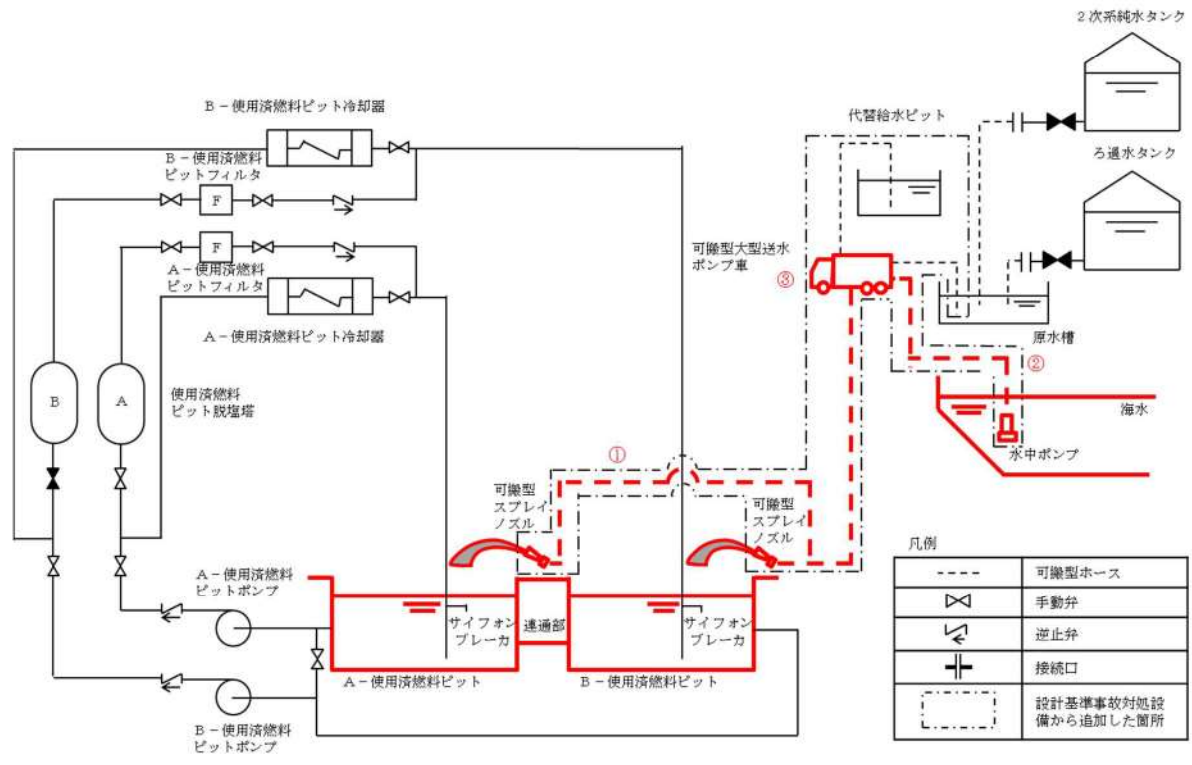 2次系純水タンク
B-使用済燃料ピット冷却器
代替給水ピット
B-使用済燃料
ピットフィルタ
ろ過水タンク
F
可搬型大型送水
ポンプ車
F
③
A-使用済燃料
ピットフィルタ
A-使用済燃料ピット冷却器
原水槽
②
B
A
使用済燃料
ピット脱塩塔
海水
①
水中ポンプ
可搬型
スプレイ
ノズル
可搬型
スプレイ
ノズル
凡例
可搬型ホース
手動弁
逆止弁
接続口
設計基準事故対処設
備から追加した箇所
A-使用済燃料
ピットポンプ
サイフォン
ブレーカ
連通部
サイフォン
ブレーカ
A-使用済燃料ピット
B-使用済燃料ピット
B-使用済燃料
ピットポンプ